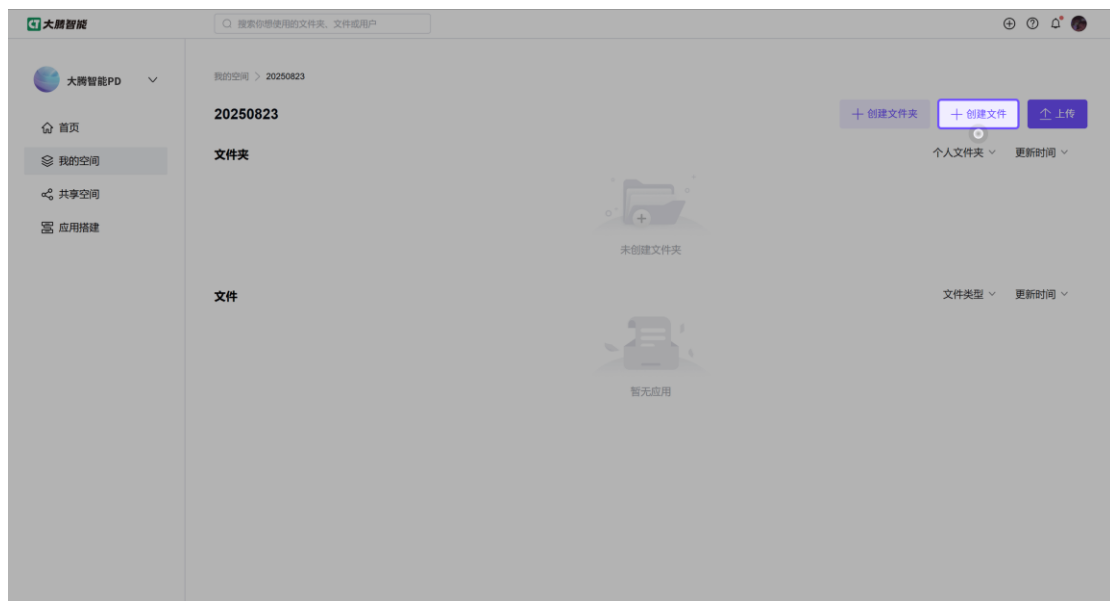 大腾智能
搜索你想使用的文件夹、文件或用户
大腾智能PD
首页
我的空间
共享空间
应用搭建
我的空间 > 20250823
20250823
创建文件夹
创建文件
上传
文件夹
个人文件夹
更新时间
未创建文件夹
文件
文件类型
更新时间
暂无应用